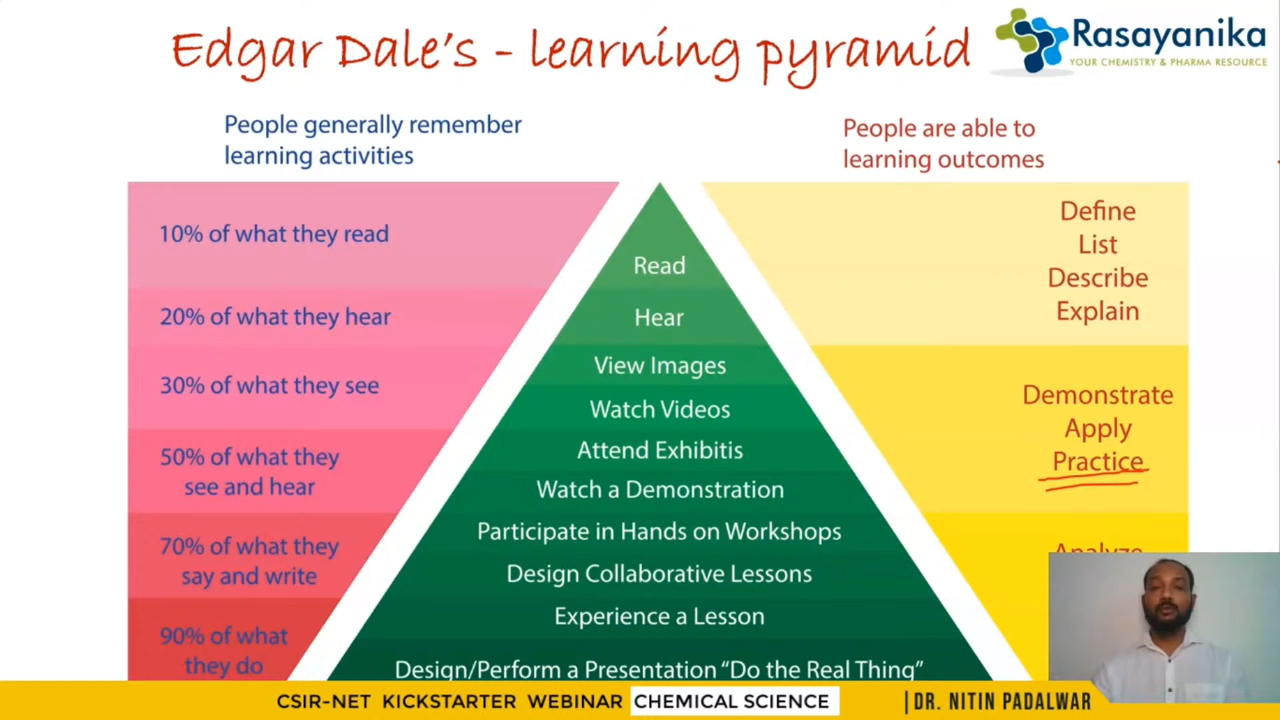 Edgar Dale's - learning pyramid
Rasayanika
YOUR CHEMISTRY & PHARMA RESOURCE
People generally remember
learning activities
People are able to
learning outcomes
10% of what they read
20% of what they hear
30% of what they see
50% of what they
see and hear
70% of what they
say and write
90% of what
they do
Read
Hear
View Images
Watch Videos
Attend Exhibitis
Watch a Demonstration
Participate in Hands on Workshops
Design Collaborative Lessons
Experience a Lesson
Design/Perform a Presentation “Do the Real Thing”
Define
List
Describe
Explain
Demonstrate
Apply
Practice
Analyze
CSIR-NET KICKSTARTER WEBINAR CHEMICAL SCIENCE |DR. NITIN PADALWAR